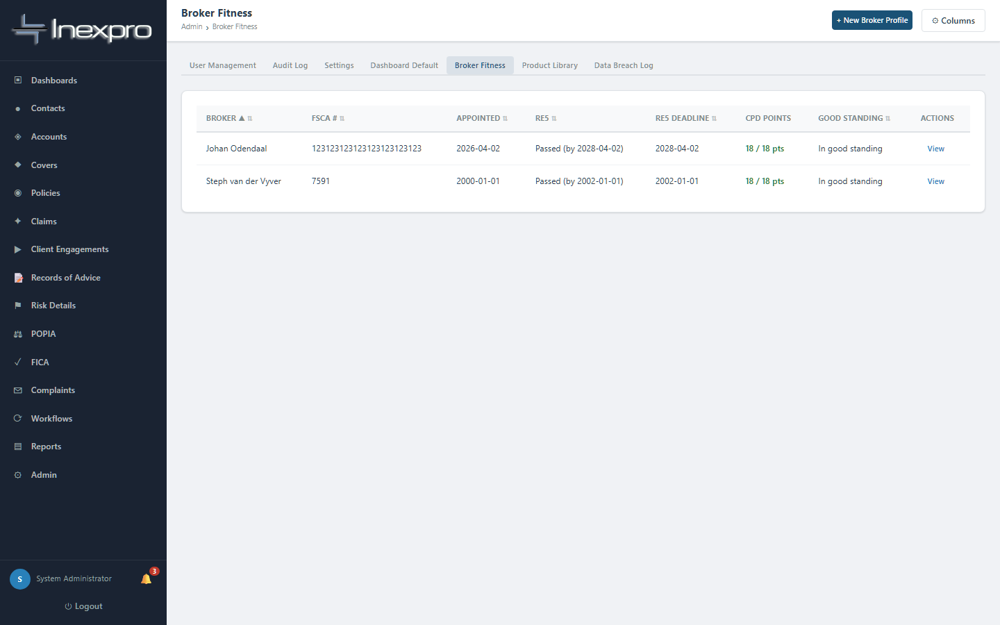 Inexpro
Broker Fitness
Admin › Broker Fitness
+ New Broker Profile
Columns
Dashboards
Contacts
Accounts
Covers
Policies
Claims
Client Engagements
Records of Advice
Risk Details
POPIA
FICA
Complaints
Workflows
Reports
Admin
User Management Audit Log Settings Dashboard Default Broker Fitness Product Library Data Breach Log
BROKER ▲ ⇅ FSCA # ⇅ APPOINTED ⇅ RE5 ⇅ RE5 DEADLINE ⇅ CPD POINTS GOOD STANDING ⇅ ACTIONS
Johan Odendaal 123123123123123123123123 2026-04-02 Passed (by 2028-04-02) 2028-04-02 18 / 18 pts In good standing View
Steph van der Vyver 7591 2000-01-01 Passed (by 2002-01-01) 2002-01-01 18 / 18 pts In good standing View
S System Administrator 3
Logout